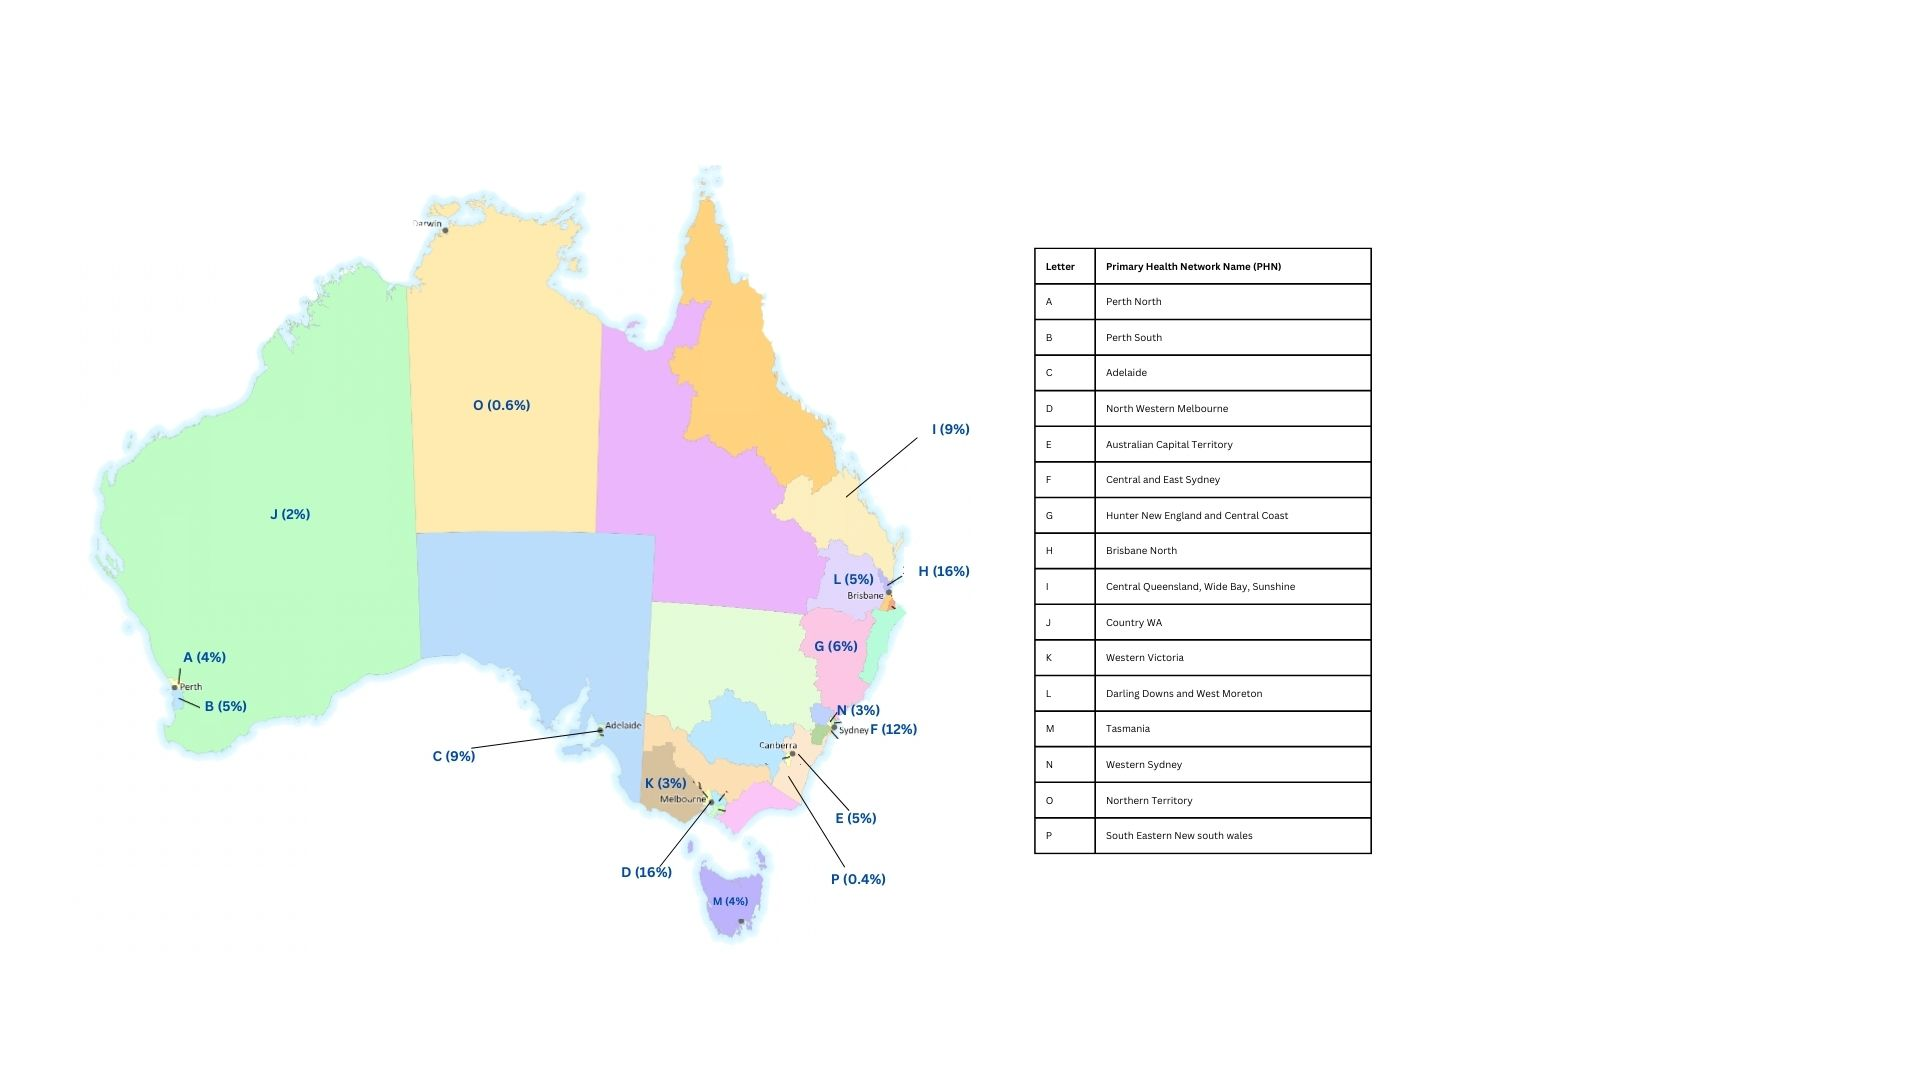 Darwin
O (0.6%)
I (9%)
J (2%)
L (5%)
H (16%)
Brisbane
G (6%)
A (4%)
Perth
B (5%)
N (3%)
Adelaide
Sydney
F (12%)
Canberra
C (9%)
K (3%)
Melbourne
E (5%)
D (16%)
P (0.4%)
M (4%)
Letter Primary Health Network Name (PHN)
A Perth North
B Perth South
C Adelaide
D North Western Melbourne
E Australian Capital Territory
F Central and East Sydney
G Hunter New England and Central Coast
H Brisbane North
I Central Queensland, Wide Bay, Sunshine
J Country WA
K Western Victoria
L Darling Downs and West Moreton
M Tasmania
N Western Sydney
O Northern Territory
P South Eastern New south wales